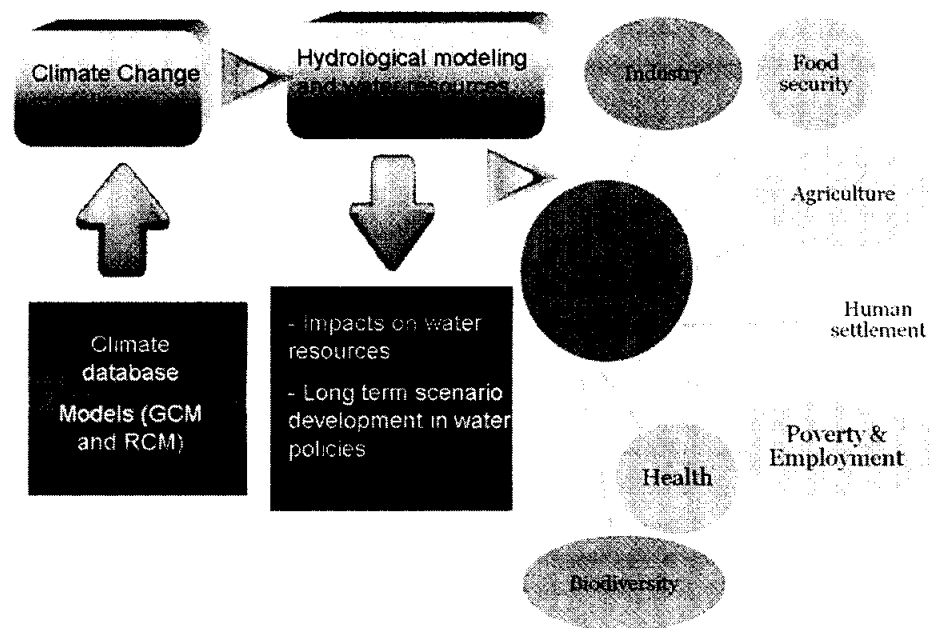 Climate Change
Hydrological modeling
and water resources
Industry
Food
security
Agriculture
Human
settlement
Poverty &
Employment
Health
Biodiversity
Climate
database
Models (GCM
and RCM)
- Impacts on water
resources
- Long term scenario
development in water
policies